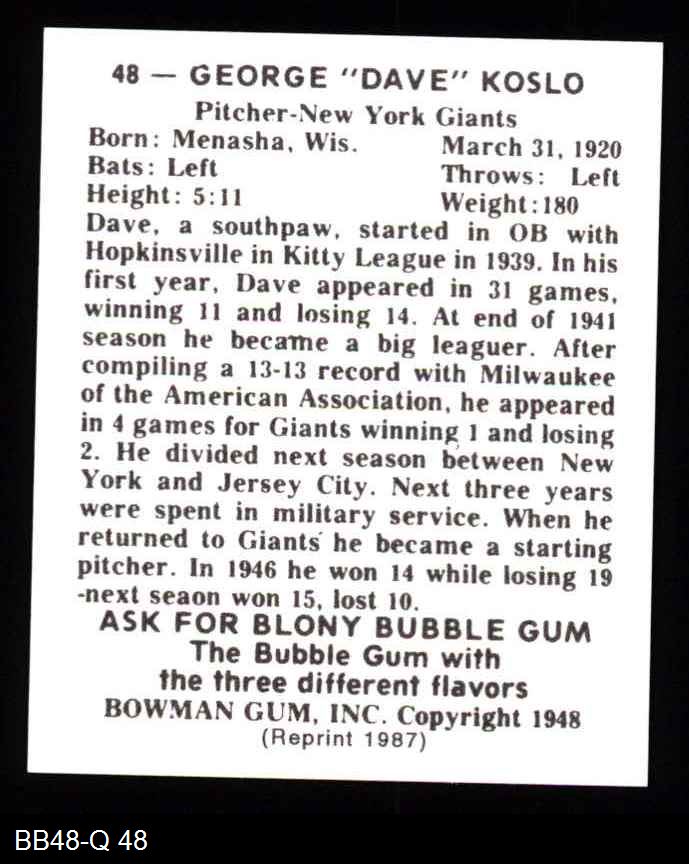 48 — GEORGE "DAVE" KOSLO
Pitcher-New York Giants
Born: Menasha, Wis. March 31, 1920
Bats: Left Throws: Left
Height: 5:11 Weight:180
Dave, a southpaw, started in OB with
Hopkinsville in Kitty League in 1939. In his
first year, Dave appeared in 31 games,
winning 11 and losing 14. At end of 1941
season he became a big leaguer. After
compiling a 13-13 record with Milwaukee
of the American Association, he appeared
in 4 games for Giants winning 1 and losing
2. He divided next season between New
York and Jersey City. Next three years
were spent in military service. When he
returned to Giants he became a starting
pitcher. In 1946 he won 14 while losing 19
-next seaon won 15, lost 10.
ASK FOR BLONY BUBBLE GUM
The Bubble Gum with
the three different flavors
BOWMAN GUM, INC. Copyright 1948
(Reprint 1987)
BB48-Q 48